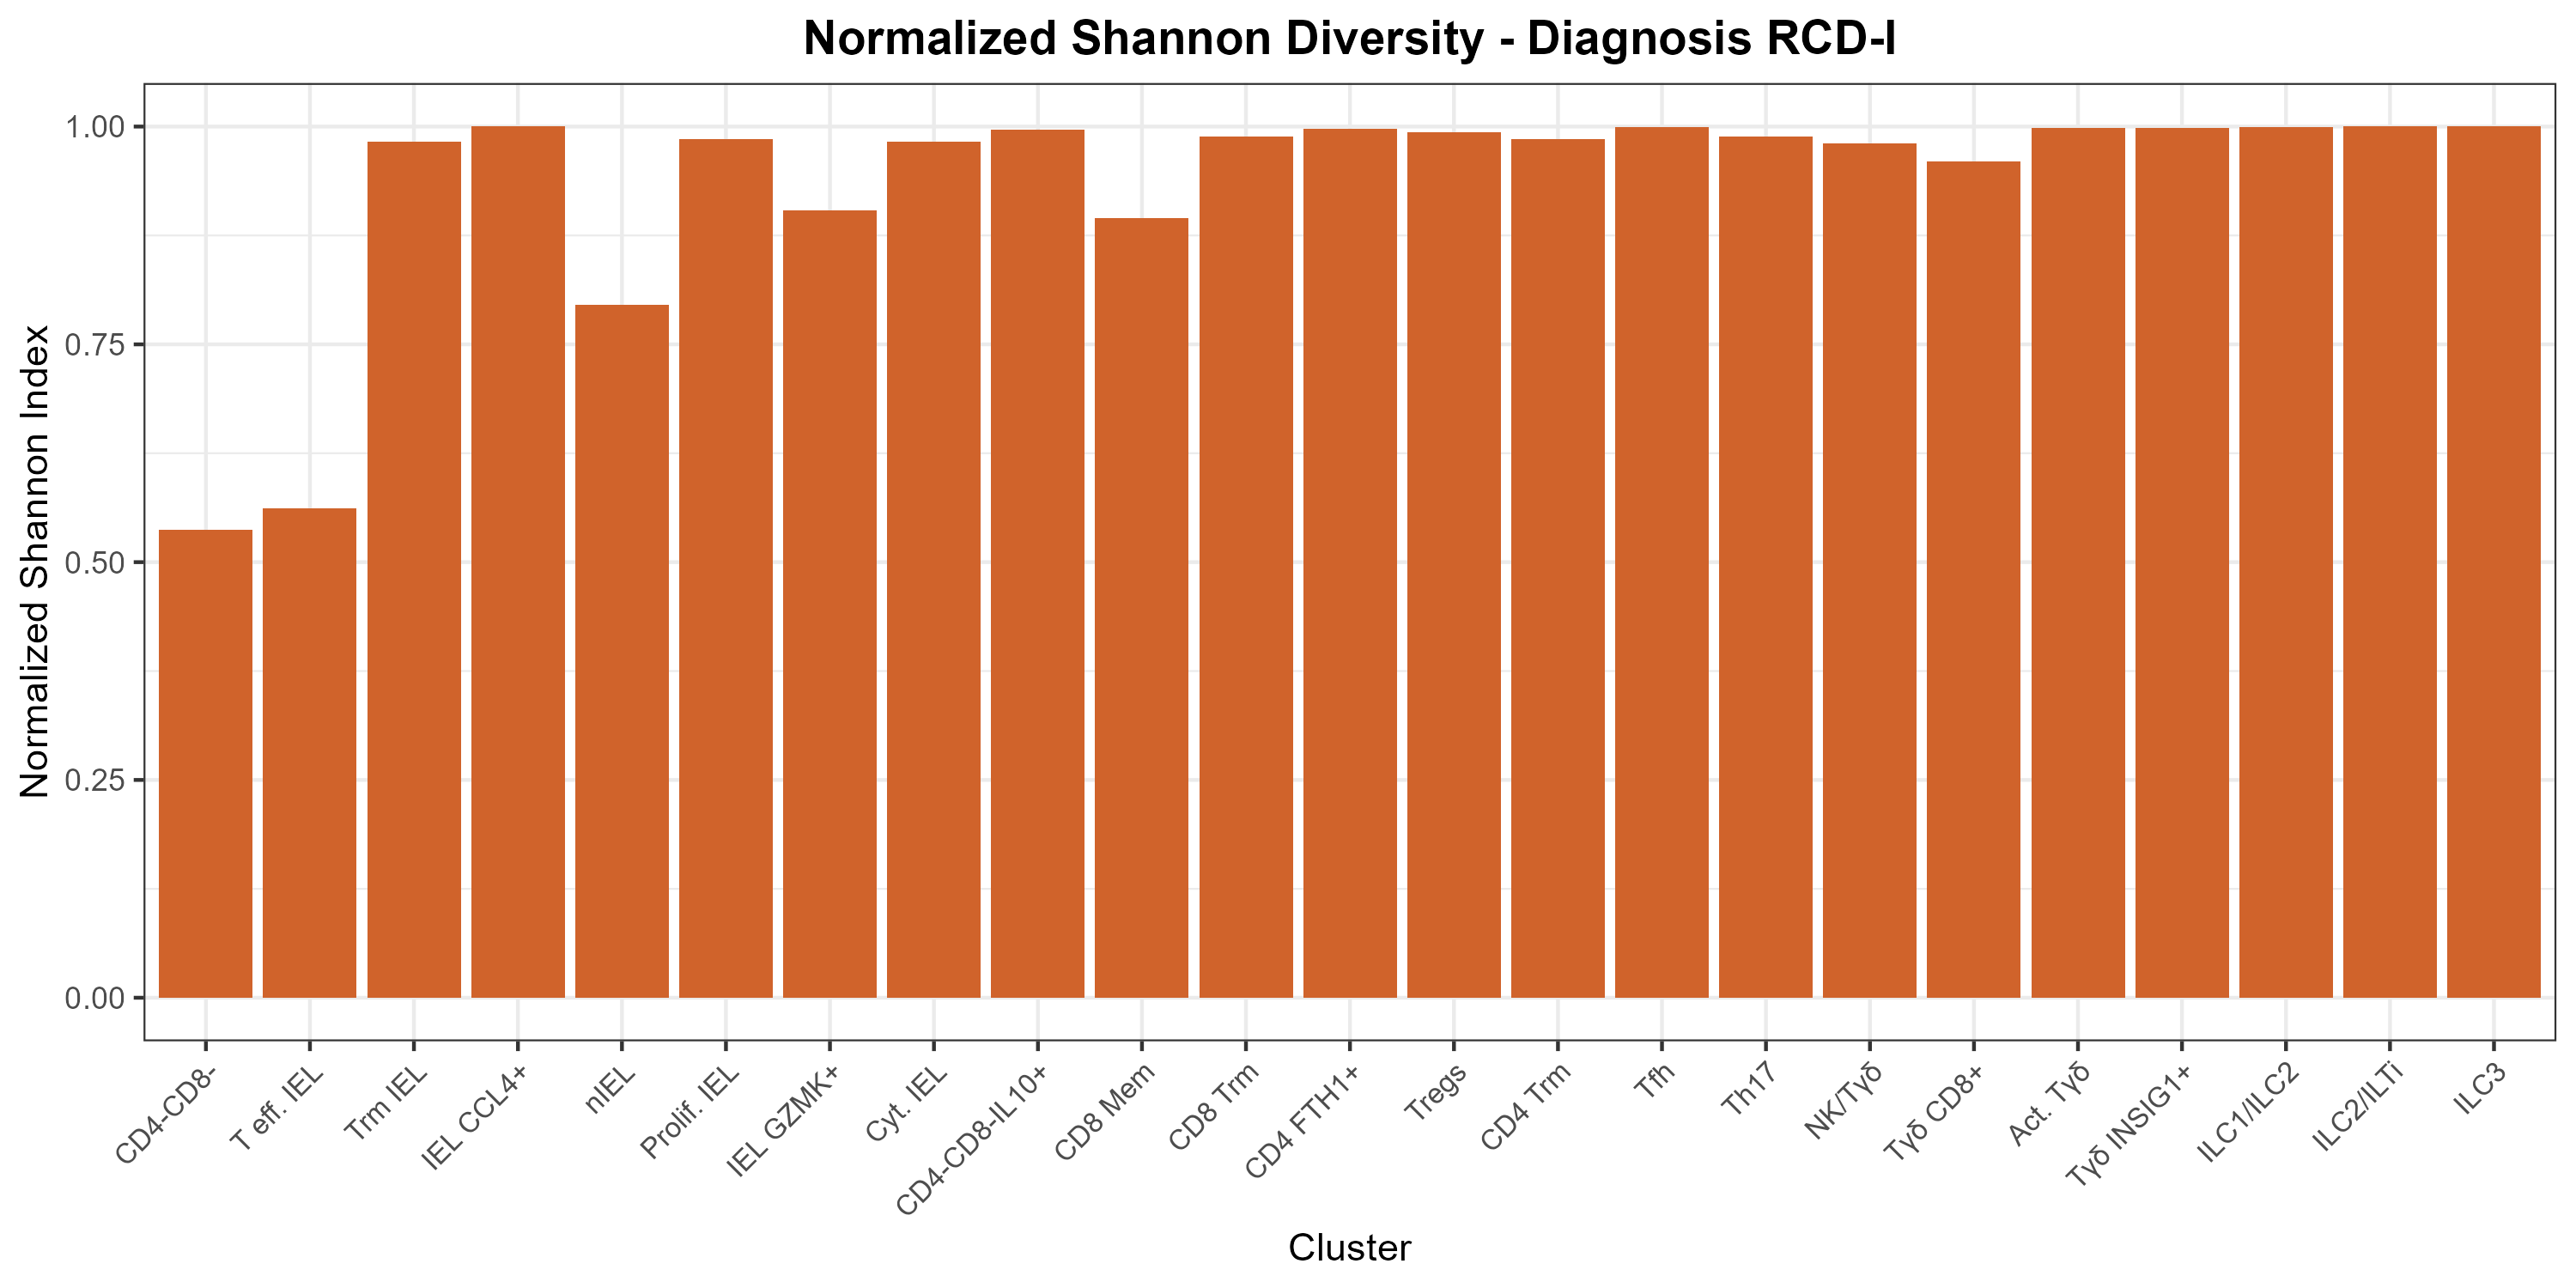 Normalized Shannon Diversity - Diagnosis RCD-I
Normalized Shannon Index
1.00
0.75
0.50
0.25
0.00
CD4-CD8-
T eff. IEL
Trm IEL
IEL CCL4+
nIEL
Prolif. IEL
IEL GZMK+
Cyt. IEL
CD4-CD8-IL10+
CD8 Mem
CD8 Trm
CD4 FTH1+
Tregs
CD4 Trm
Tfh
Th17
NK/Tγδ
Tγδ CD8+
Act. Tγδ
Tγδ INSIG1+
ILC1/ILC2
ILC2/ILTi
ILC3
Cluster